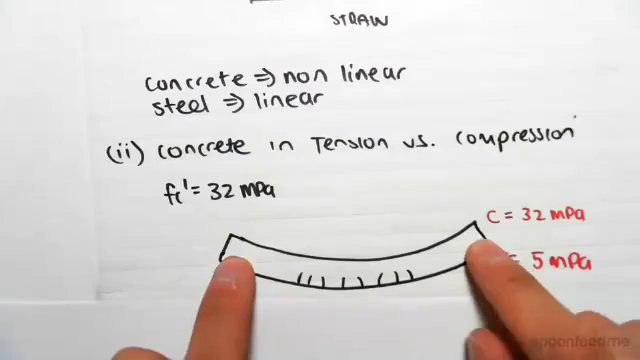 STRAW
concrete ⇒ non linear
steel ⇒ linear
(ii) concrete in Tension vs. compression
fc' = 32 mpa
C = 32 mPa
= 5 mPa
spoonfeedme